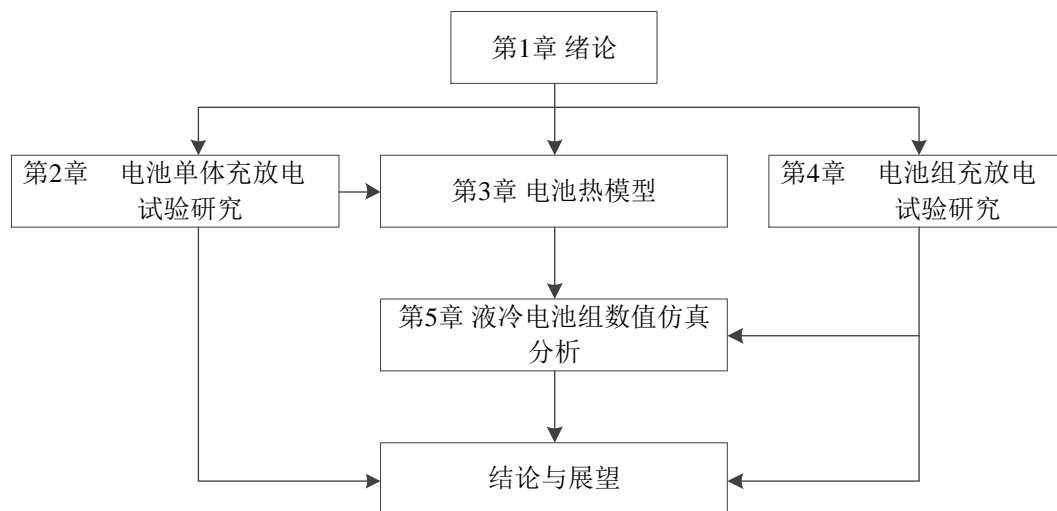 第1章 绪论
第2章 电池单体充放电
试验研究
第3章 电池热模型
第4章 电池组充放电
试验研究
第5章 液冷电池组数值仿真
分析
结论与展望